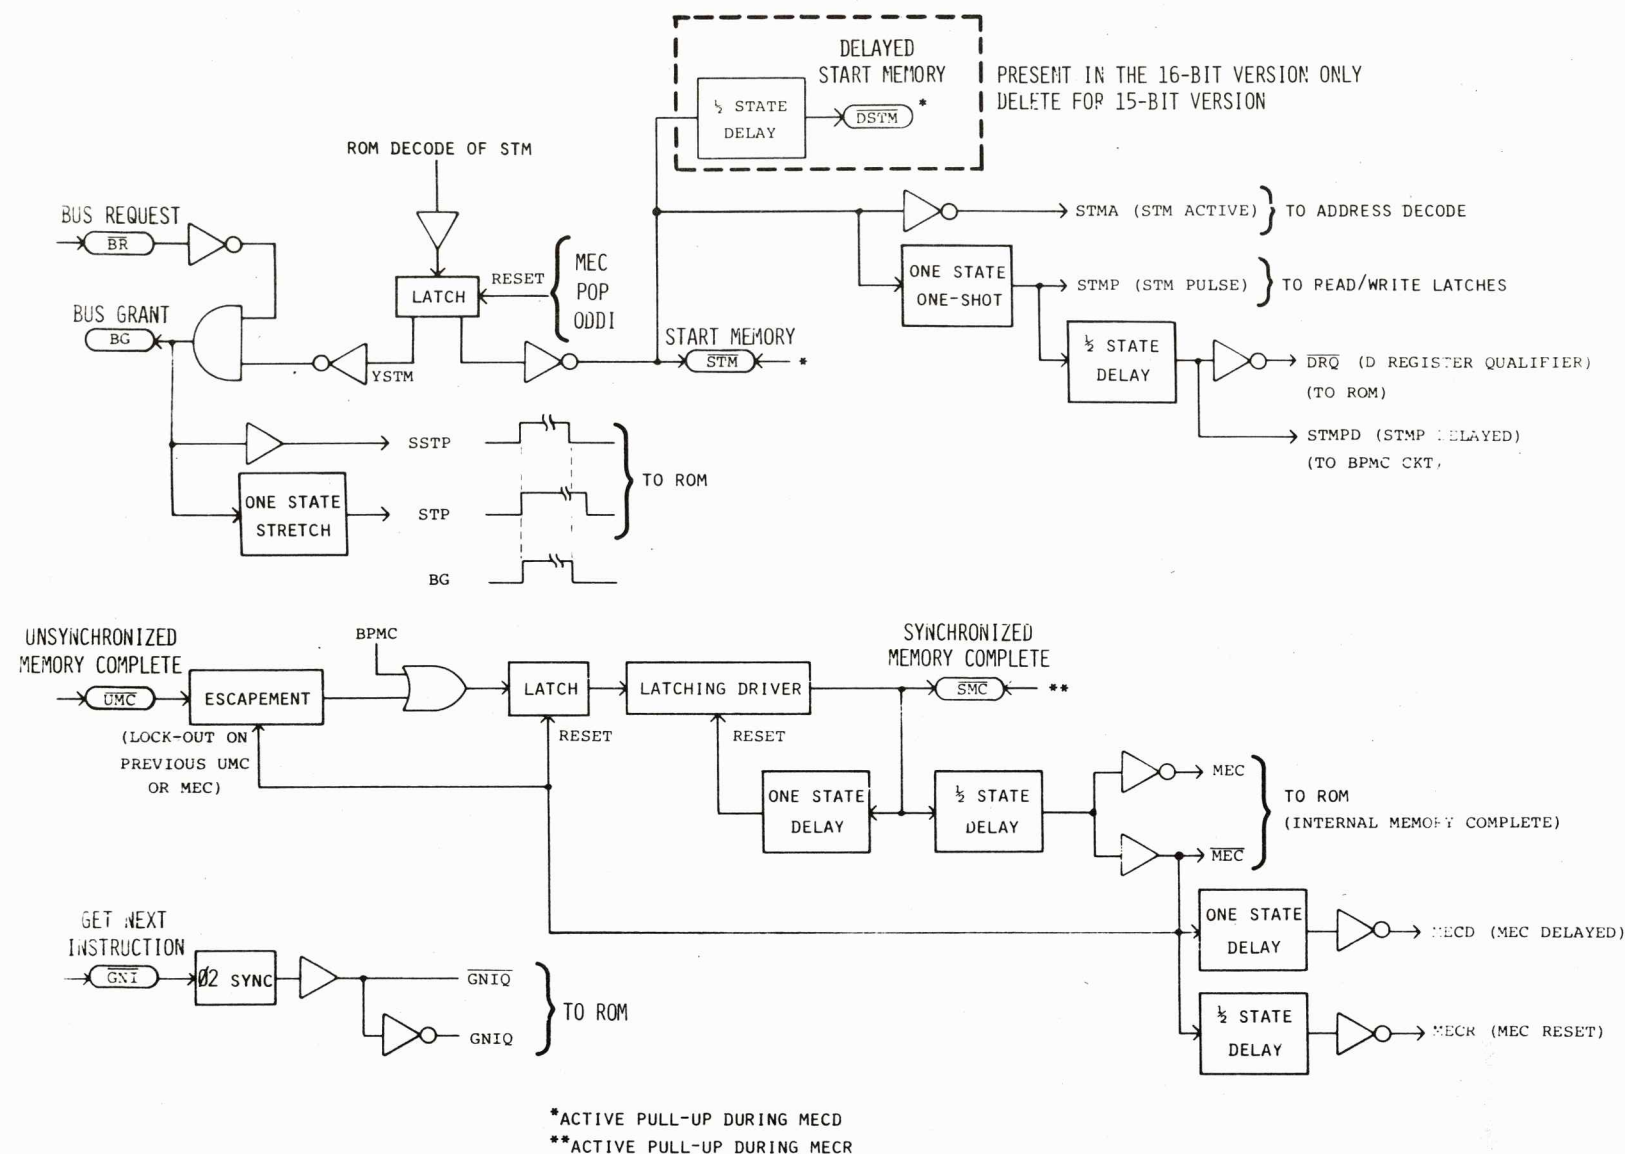 DELAYED
START MEMORY
½ STATE
DELAY
DSTM
*
PRESENT IN THE 16-BIT VERSION ONLY
DELETE FOR 15-BIT VERSION
ROM DECODE OF STM
BUS REQUEST
BR
BUS GRANT
BG
LATCH
RESET
MEC
POP
ODDI
YSTM
START MEMORY
STM
*
STMA (STM ACTIVE)
TO ADDRESS DECODE
ONE STATE
ONE-SHOT
STMP (STM PULSE)
TO READ/WRITE LATCHES
½ STATE
DELAY
DRQ (D REGISTER QUALIFIER)
(TO ROM)
STMPD (STMP DELAYED)
(TO BPMC CKT)
SSTP
ONE STATE
STRETCH
STP
TO ROM
BG
UNSYNCHRONIZED
MEMORY COMPLETE
UMC
ESCAPEMENT
(LOCK-OUT ON
PREVIOUS UMC
OR MEC)
BPMC
LATCH
RESET
LATCHING DRIVER
RESET
SYNCHRONIZED
MEMORY COMPLETE
SMC
**
ONE STATE
DELAY
½ STATE
DELAY
MEC
MEC
TO ROM
(INTERNAL MEMORY COMPLETE)
ONE STATE
DELAY
MECD (MEC DELAYED)
½ STATE
DELAY
MECR (MEC RESET)
GET NEXT
INSTRUCTION
GNI
Ø2 SYNC
GNIQ
GNIQ
TO ROM
*ACTIVE PULL-UP DURING MECD
**ACTIVE PULL-UP DURING MECR